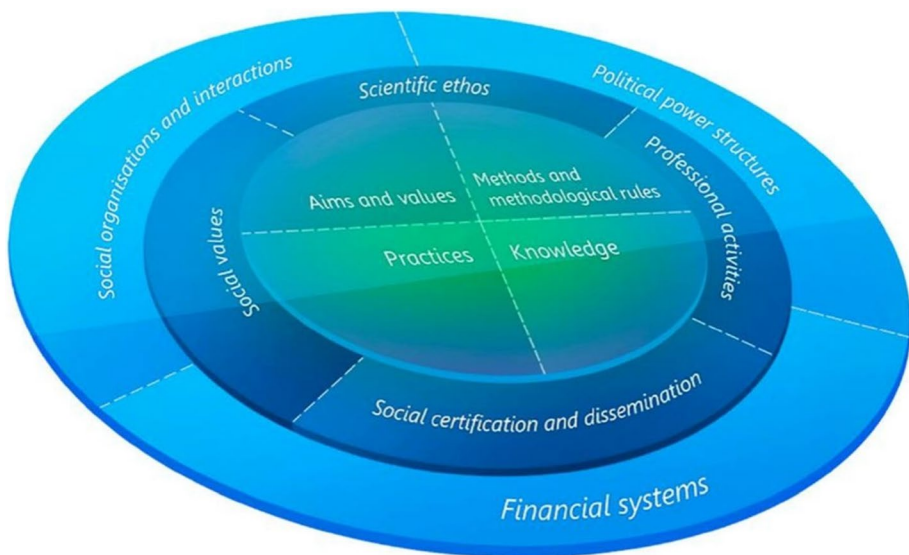 Social organisations and interactions
Political power structures
Scientific ethos
Professional activities
Social values
Aims and values
Methods and
methodological rules
Practices
Knowledge
Social certification and dissemination
Financial systems